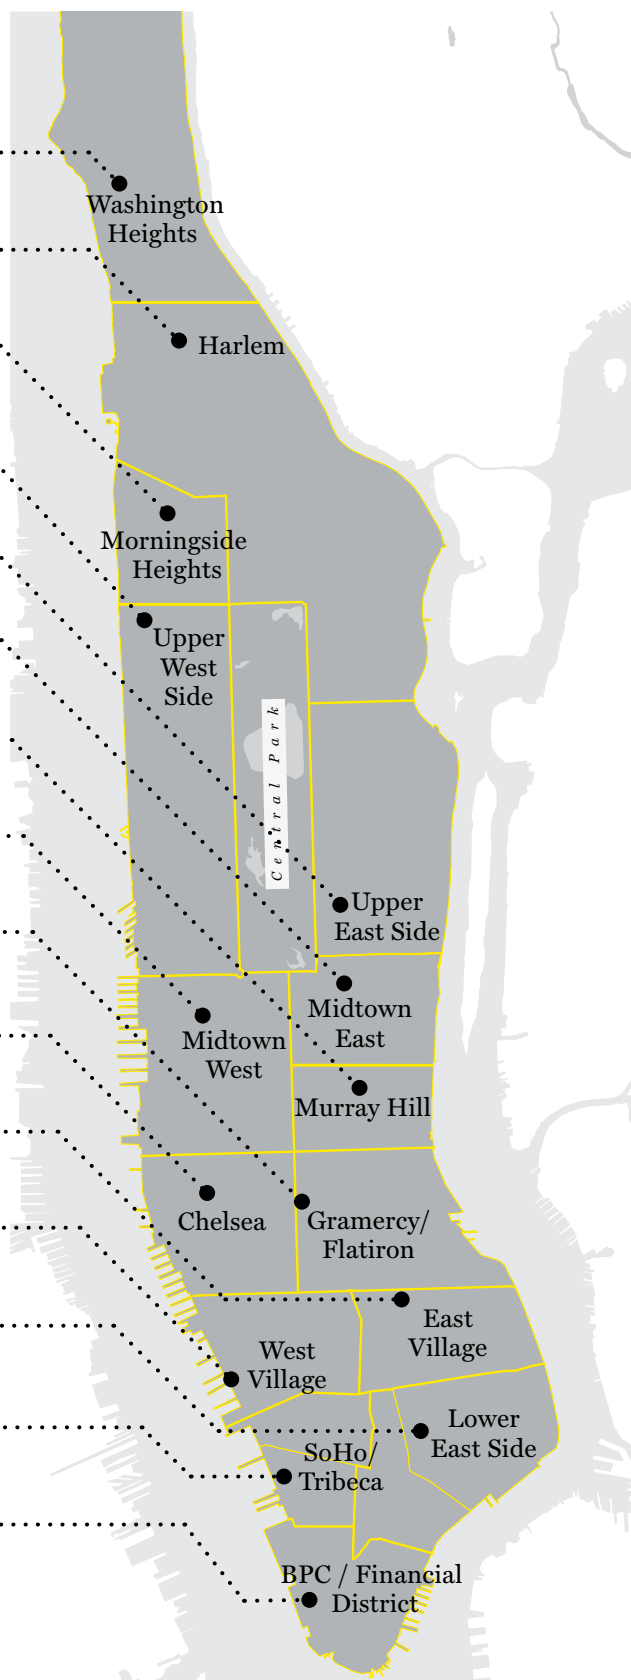 Washington
Heights
Harlem
Morningside
Heights
Upper
West
Side
Central Park
Upper
East Side
Midtown
East
Midtown
West
Murray Hill
Chelsea
Gramercy/
Flatiron
East
Village
West
Village
Lower
East Side
SoHo/
Tribeca
BPC / Financial
District